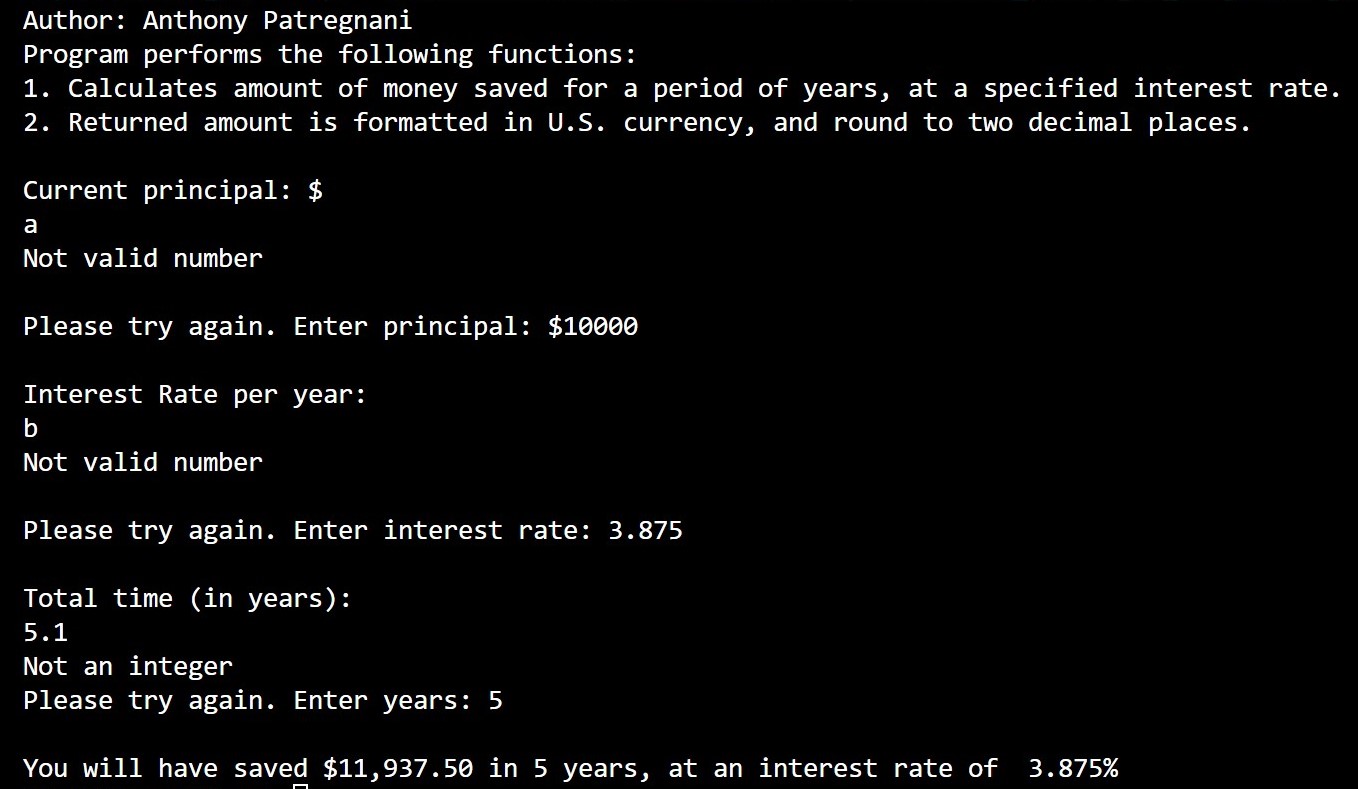 Author: Anthony Patregnani
Program performs the following functions:
1. Calculates amount of money saved for a period of years, at a specified interest rate.
2. Returned amount is formatted in U.S. currency, and round to two decimal places.
Current principal: $
a
Not valid number
Please try again. Enter principal: $10000
Interest Rate per year:
b
Not valid number
Please try again. Enter interest rate: 3.875
Total time (in years):
5.1
Not an integer
Please try again. Enter years: 5
You will have saved $11,937.50 in 5 years, at an interest rate of  3.875%